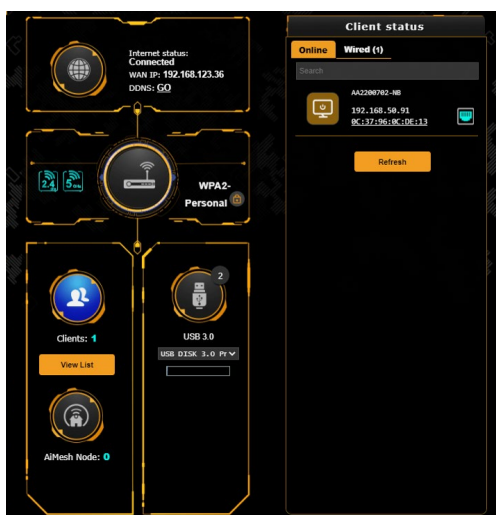 Internet status:
Connected
WAN IP: 192.168.123.36
DDNS: GO
2.4
5
WPA2-
Personal
Clients: 1
View List
AiMesh Node: 0
2
USB 3.0
USB DISK 3.0 Pr
Client status
Online
Wired (1)
Search
AA2200702-NB
192.168.50.91
0C:37:96:0C:DE:13
Refresh